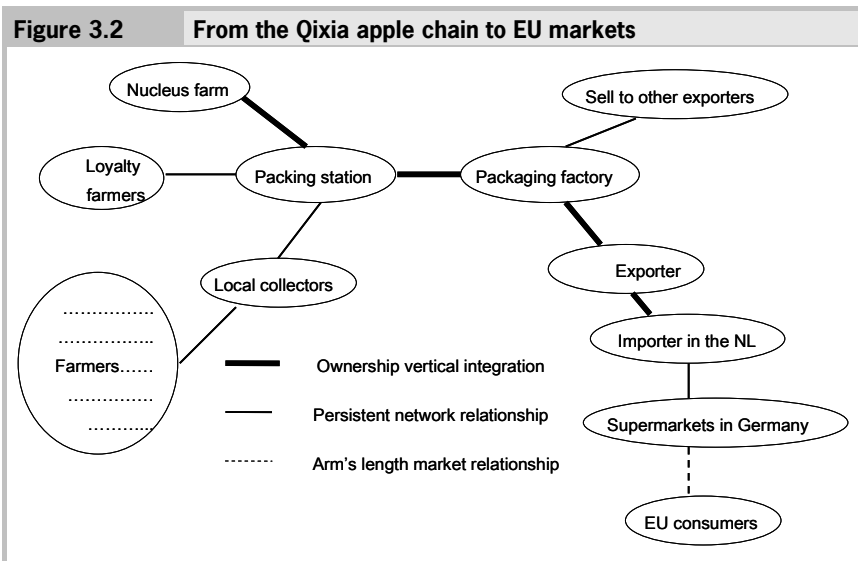 Figure 3.2 From the Qixia apple chain to EU markets
Nucleus farm
Sell to other exporters
Loyalty
farmers
Packing station
Packaging factory
Local collectors
Exporter
Importer in the NL
Farmers......
Ownership vertical integration
Persistent network relationship
Supermarkets in Germany
Arm's length market relationship
EU consumers